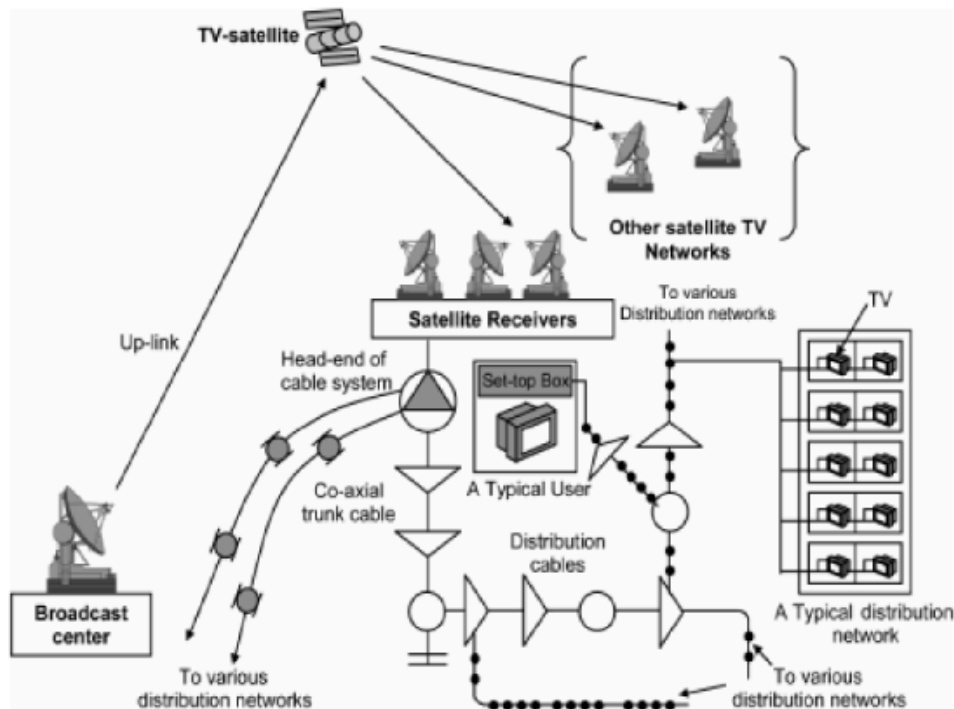 TV-satellite
Other satellite TV
Networks
Satellite Receivers
To various
Distribution networks
TV
Up-link
Head-end of
cable system
Set-top Box
A Typical User
Co-axial
trunk cable
Distribution
cables
Broadcast
center
A Typical distribution
network
To various
distribution networks
To various
distribution networks